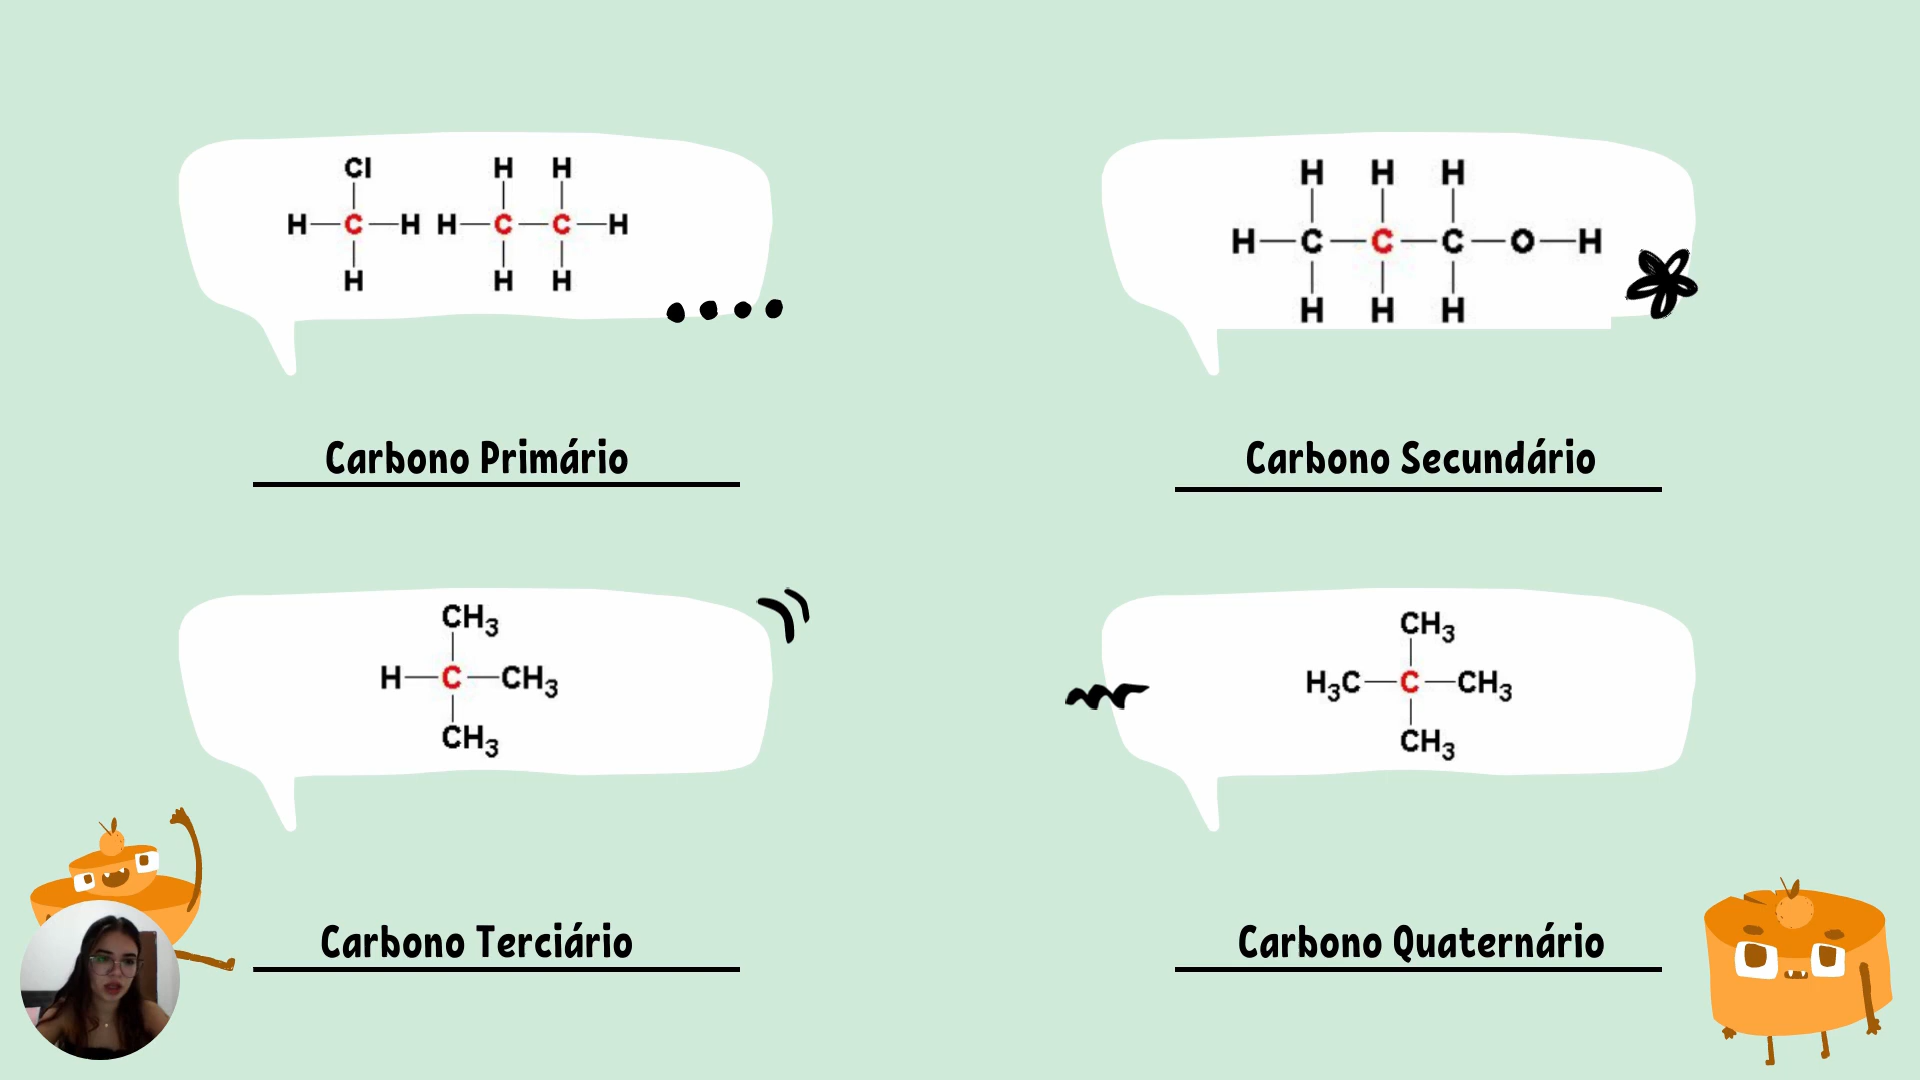 Cl H H
H—C—H H—C—C—H
H H H
Carbono Primário
H H H
H—C—C—C—O—H
H H H
Carbono Secundário
CH3
H—C—CH3
CH3
Carbono Terciário
CH3
H3C—C—CH3
CH3
Carbono Quaternário